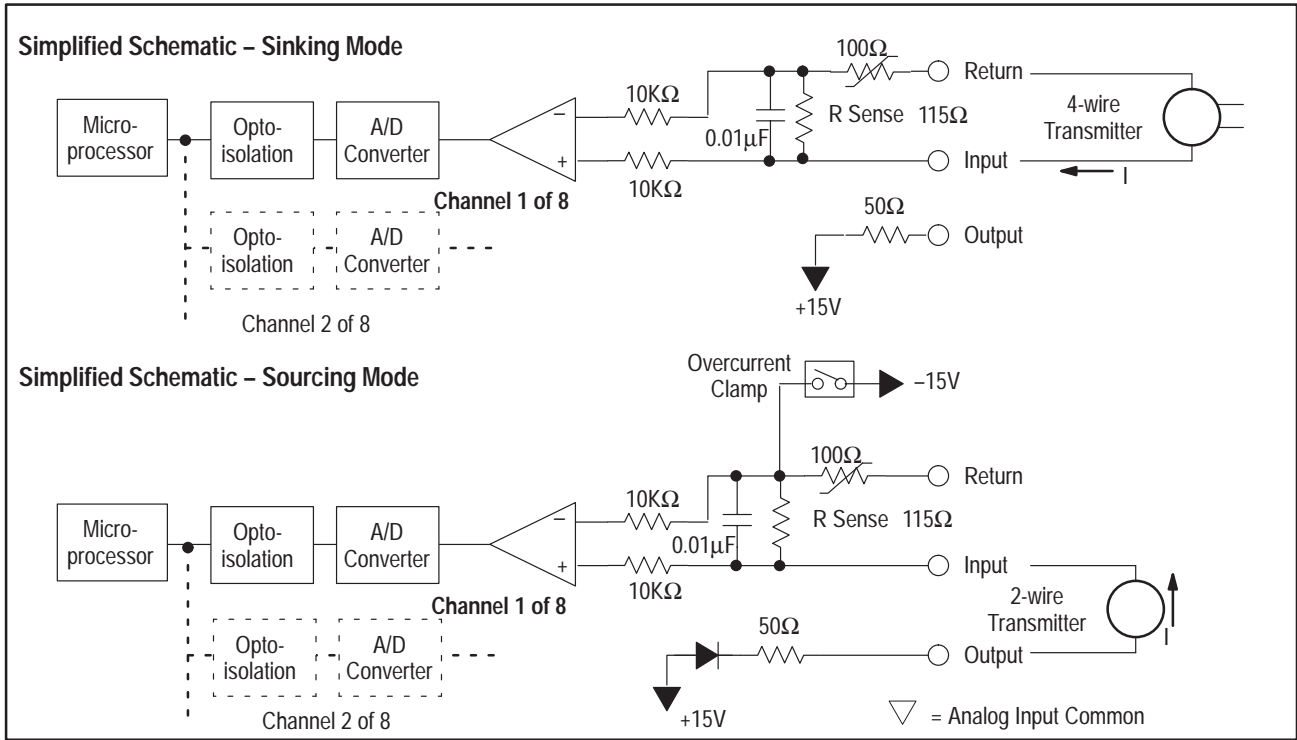 Simplified Schematic – Sinking Mode
100Ω
Return
10KΩ
4-wire
Transmitter
Micro-
processor
Opto-
isolation
A/D
Converter
−
+
0.01µF
R Sense 115Ω
Input
I
10KΩ
Channel 1 of 8
50Ω
Output
Opto-
isolation
A/D
Converter
+15V
Channel 2 of 8
Simplified Schematic – Sourcing Mode
Overcurrent
Clamp
–15V
100Ω
Return
10KΩ
Micro-
processor
Opto-
isolation
A/D
Converter
−
+
0.01µF
R Sense 115Ω
Input
10KΩ
2-wire
Transmitter
I
Channel 1 of 8
50Ω
Output
Opto-
isolation
A/D
Converter
+15V
Channel 2 of 8
= Analog Input Common